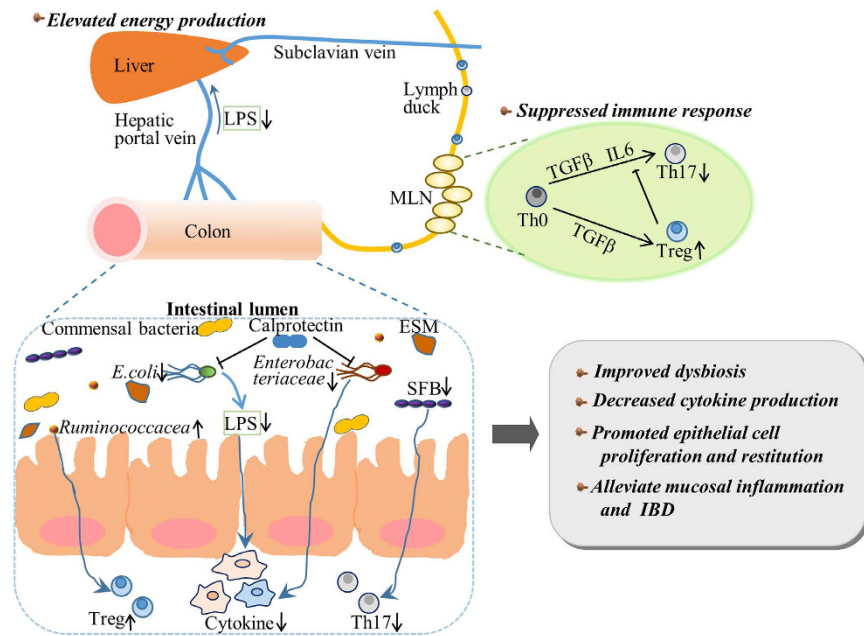 Elevated energy production
Liver
Subclavian vein
Hepatic
portal vein
LPS↓
Lymph
duck
Suppressed immune response
MLN
Colon
TGFβ IL6
Th17↓
Th0
TGFβ
Treg↑
Intestinal lumen
Commensal bacteria
Calprotectin
ESM
E.coli↓
Enterobac
teriaceae↓
SFB↓
Ruminococcacea↑
LPS↓
Treg↑
Cytokine↓
Th17↓
Improved dysbiosis
Decreased cytokine production
Promoted epithelial cell
proliferation and restitution
Alleviate mucosal inflammation
and IBD